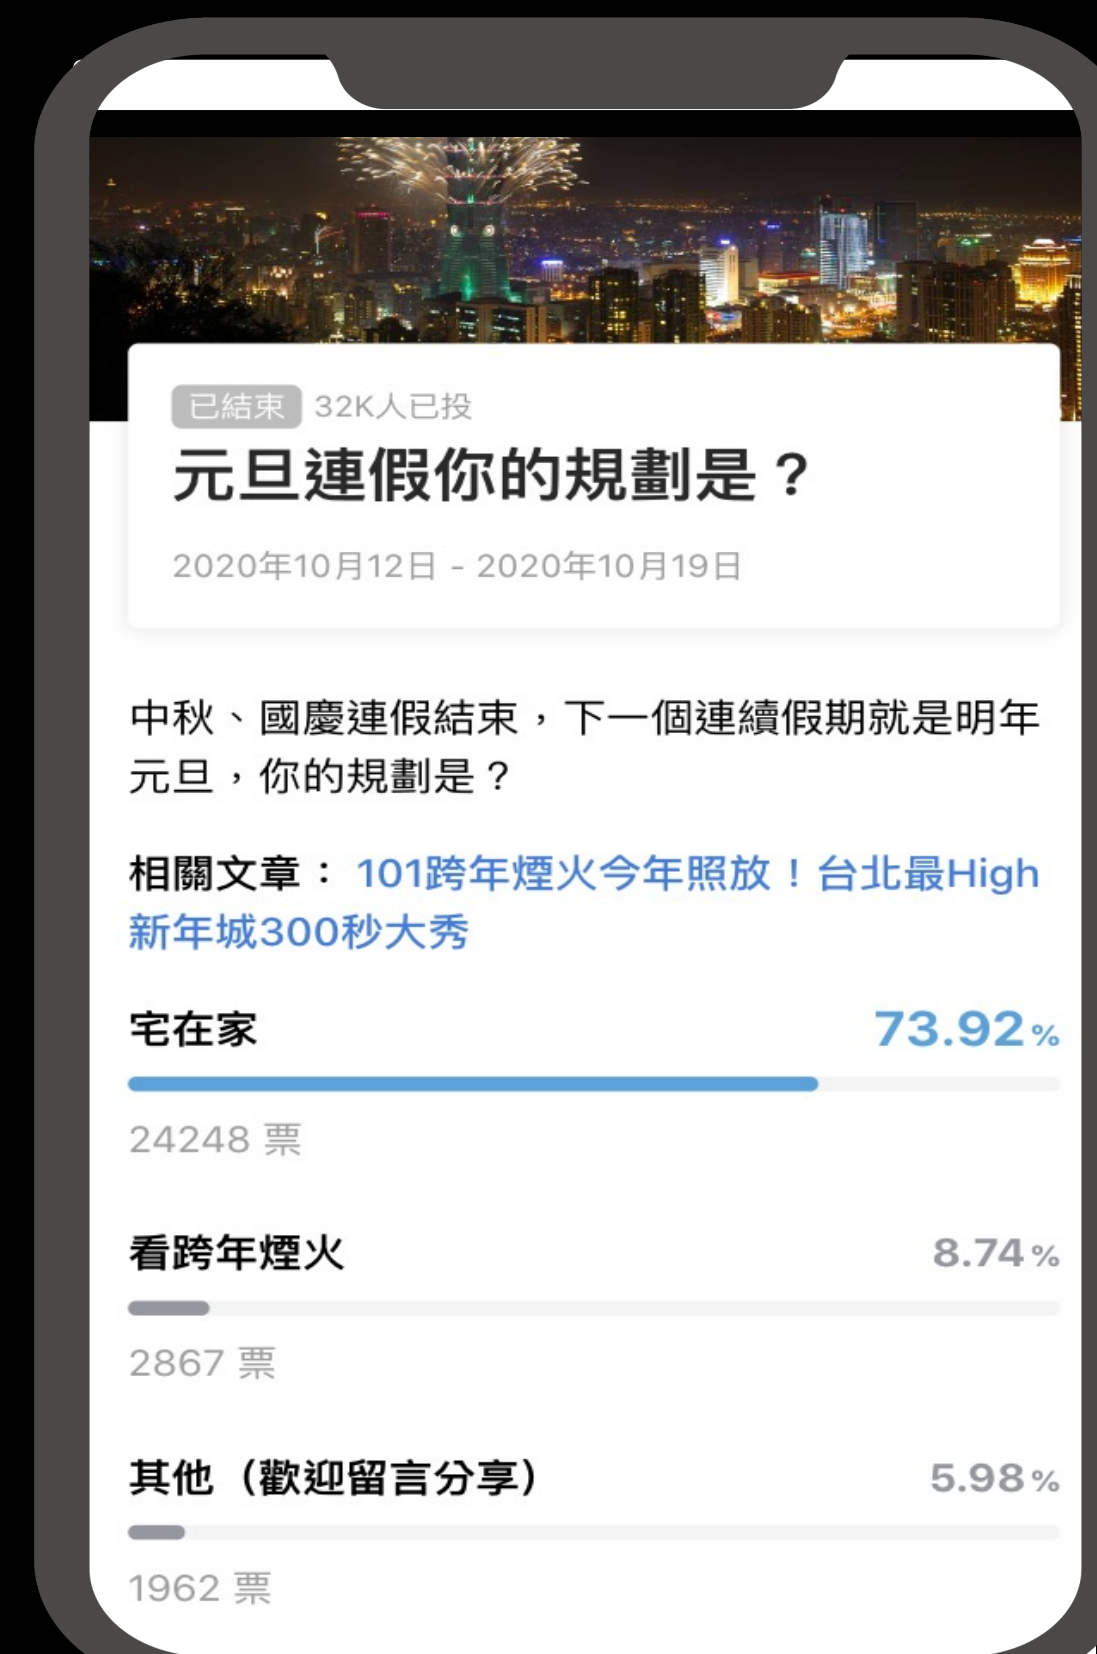 已結束 32K人已投
元旦連假你的規劃是？
2020年10月12日 - 2020年10月19日
中秋、國慶連假結束，下一個連續假期就是明年
元旦，你的規劃是？
相關文章： 101跨年煙火今年照放！台北最High
新年城300秒大秀
宅在家 73.92%
24248 票
看跨年煙火 8.74%
2867 票
其他（歡迎留言分享） 5.98%
1962 票